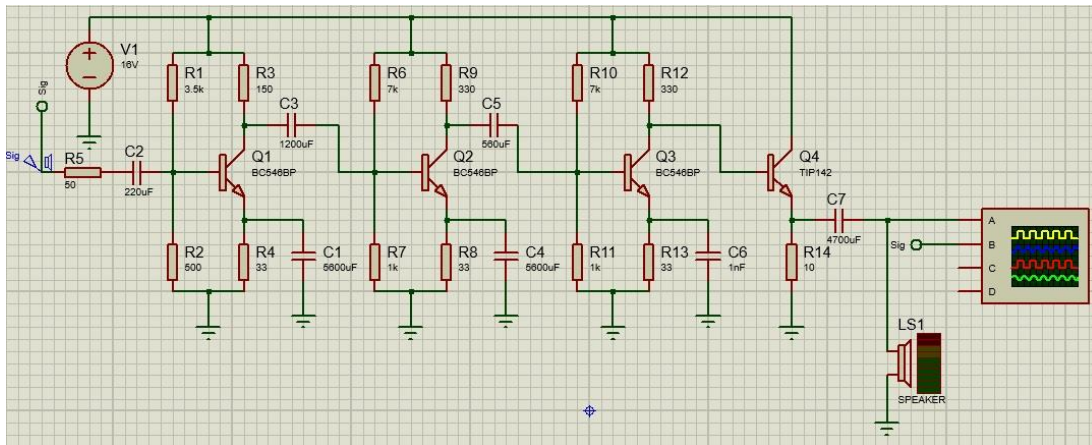 V1
16V
Sig
R1
3.5k
R3
150
R6
7k
R9
330
R10
7k
R12
330
C3
1200uF
C5
560uF
Sig
R5
50
C2
220uF
Q1
BC546BP
Q2
BC546BP
Q3
BC546BP
Q4
TIP142
C7
4700uF
R2
500
R4
33
C1
5600uF
R7
1k
R8
33
C4
5600uF
R11
1k
R13
33
C6
1nF
R14
10
Sig
A
B
C
D
LS1
SPEAKER